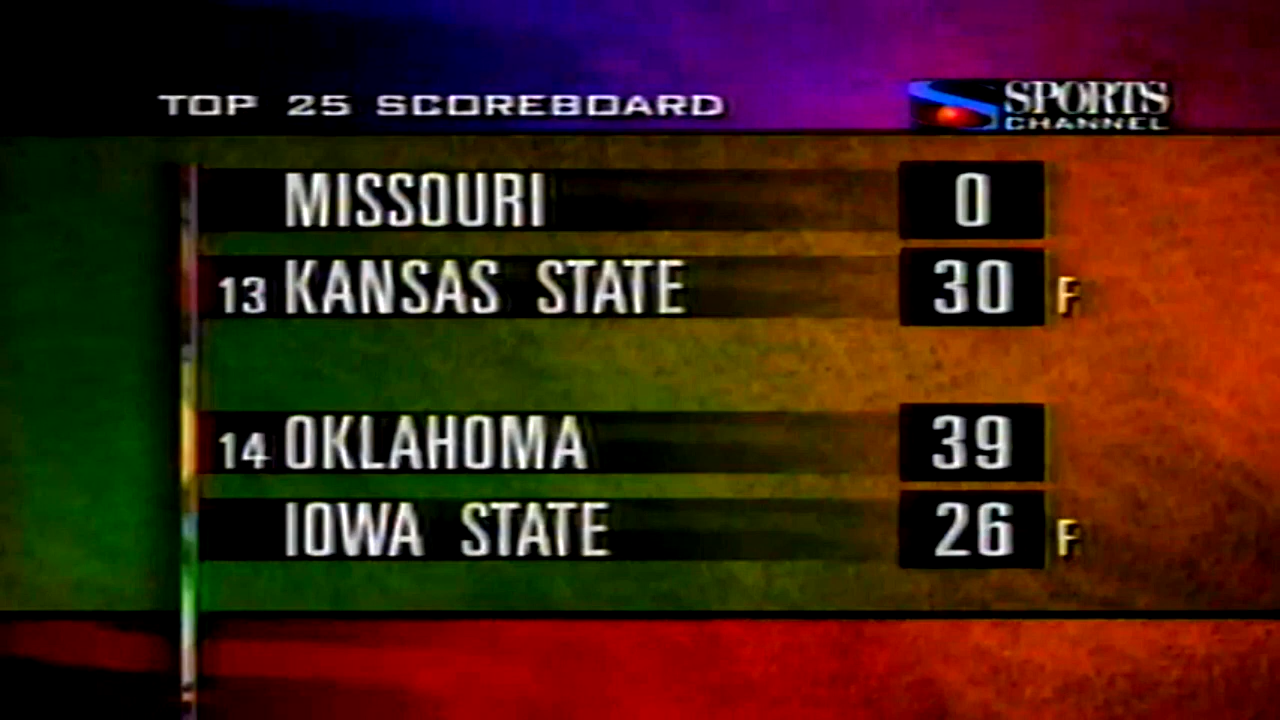 TOP 25 SCOREBOARD
SPORTS
CHANNEL
MISSOURI 0
13 KANSAS STATE 30 F
14 OKLAHOMA 39
IOWA STATE 26 F